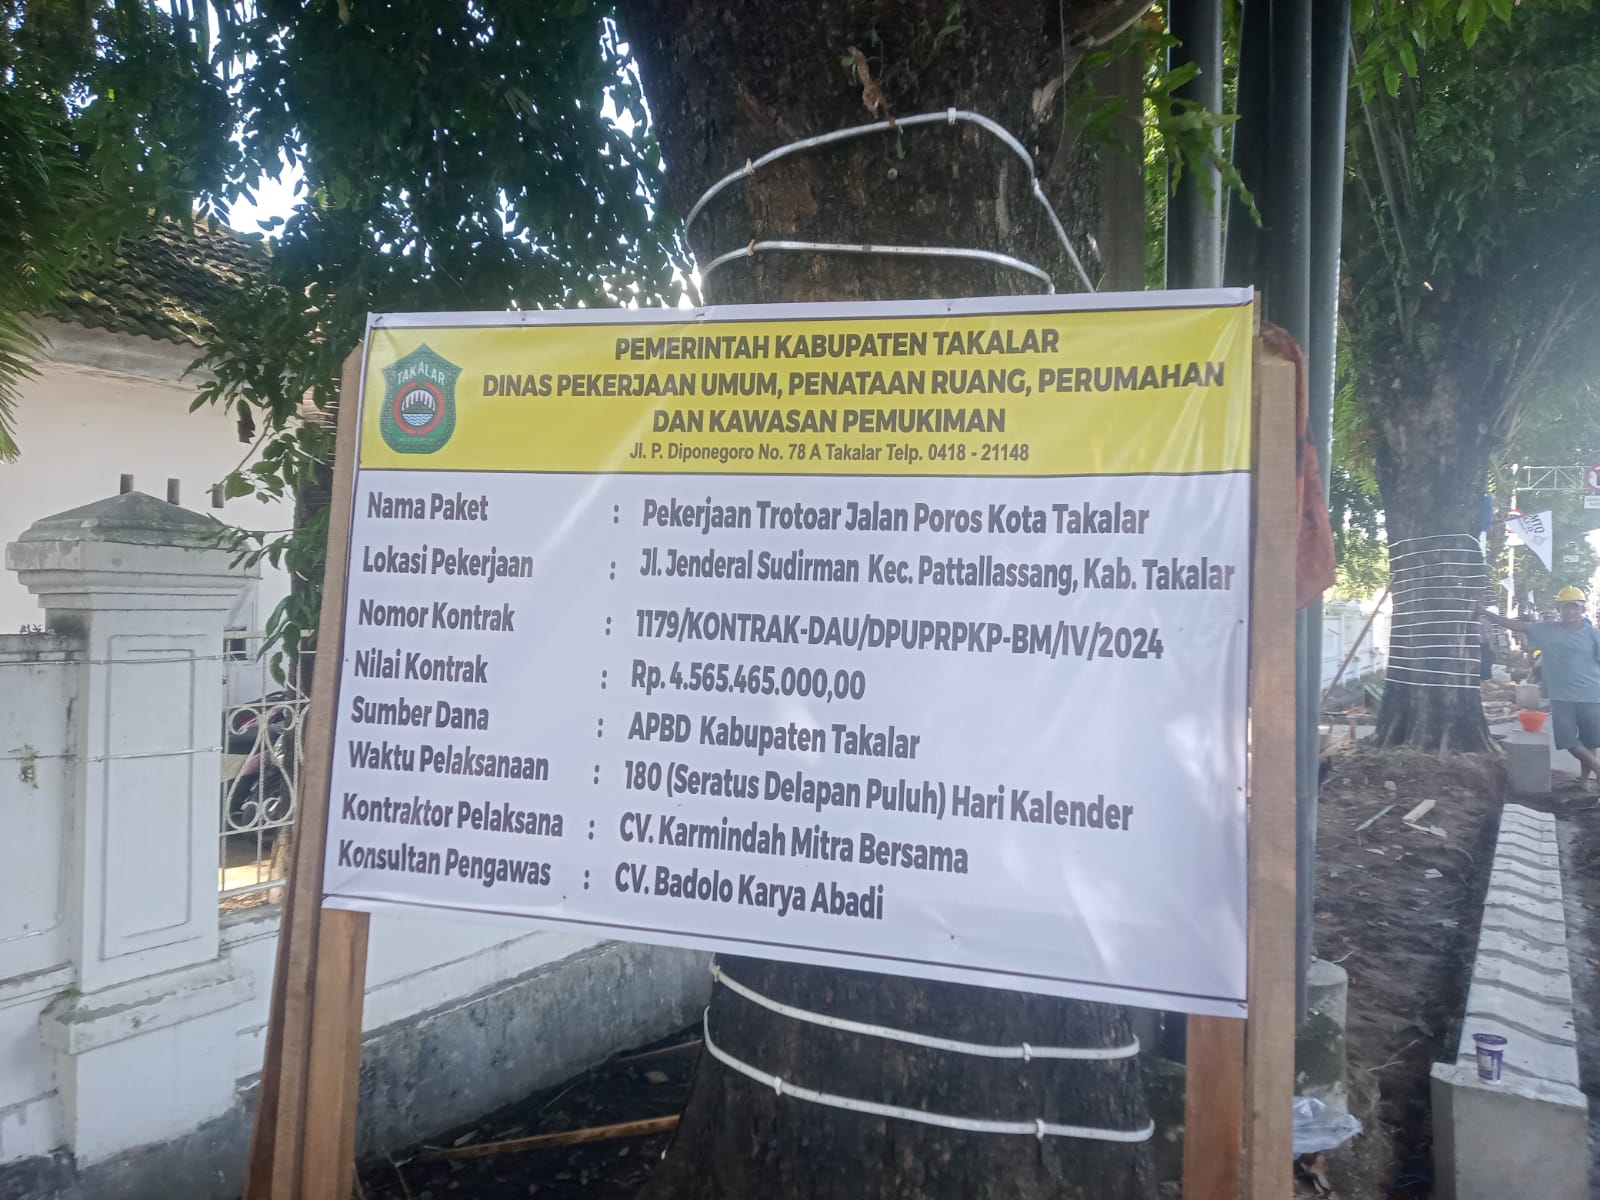 PEMERINTAH KABUPATEN TAKALAR
DINAS PEKERJAAN UMUM, PENATAAN RUANG, PERUMAHAN
DAN KAWASAN PEMUKIMAN
Jl. P. Diponegoro No. 78 A Takalar Telp. 0418 - 21148
TAKALAR
Nama Paket : Pekerjaan Trotoar Jalan Poros Kota Takalar
Lokasi Pekerjaan : Jl. Jenderal Sudirman Kec. Pattallassang, Kab. Takalar
Nomor Kontrak : 1179/KONTRAK-DAU/DPUPRPKP-BM/IV/2024
Nilai Kontrak : Rp. 4.565.465.000,00
Sumber Dana : APBD Kabupaten Takalar
Waktu Pelaksanaan : 180 (Seratus Delapan Puluh) Hari Kalender
Kontraktor Pelaksana : CV. Karmindah Mitra Bersama
Konsultan Pengawas : CV. Badolo Karya Abadi
MTQ